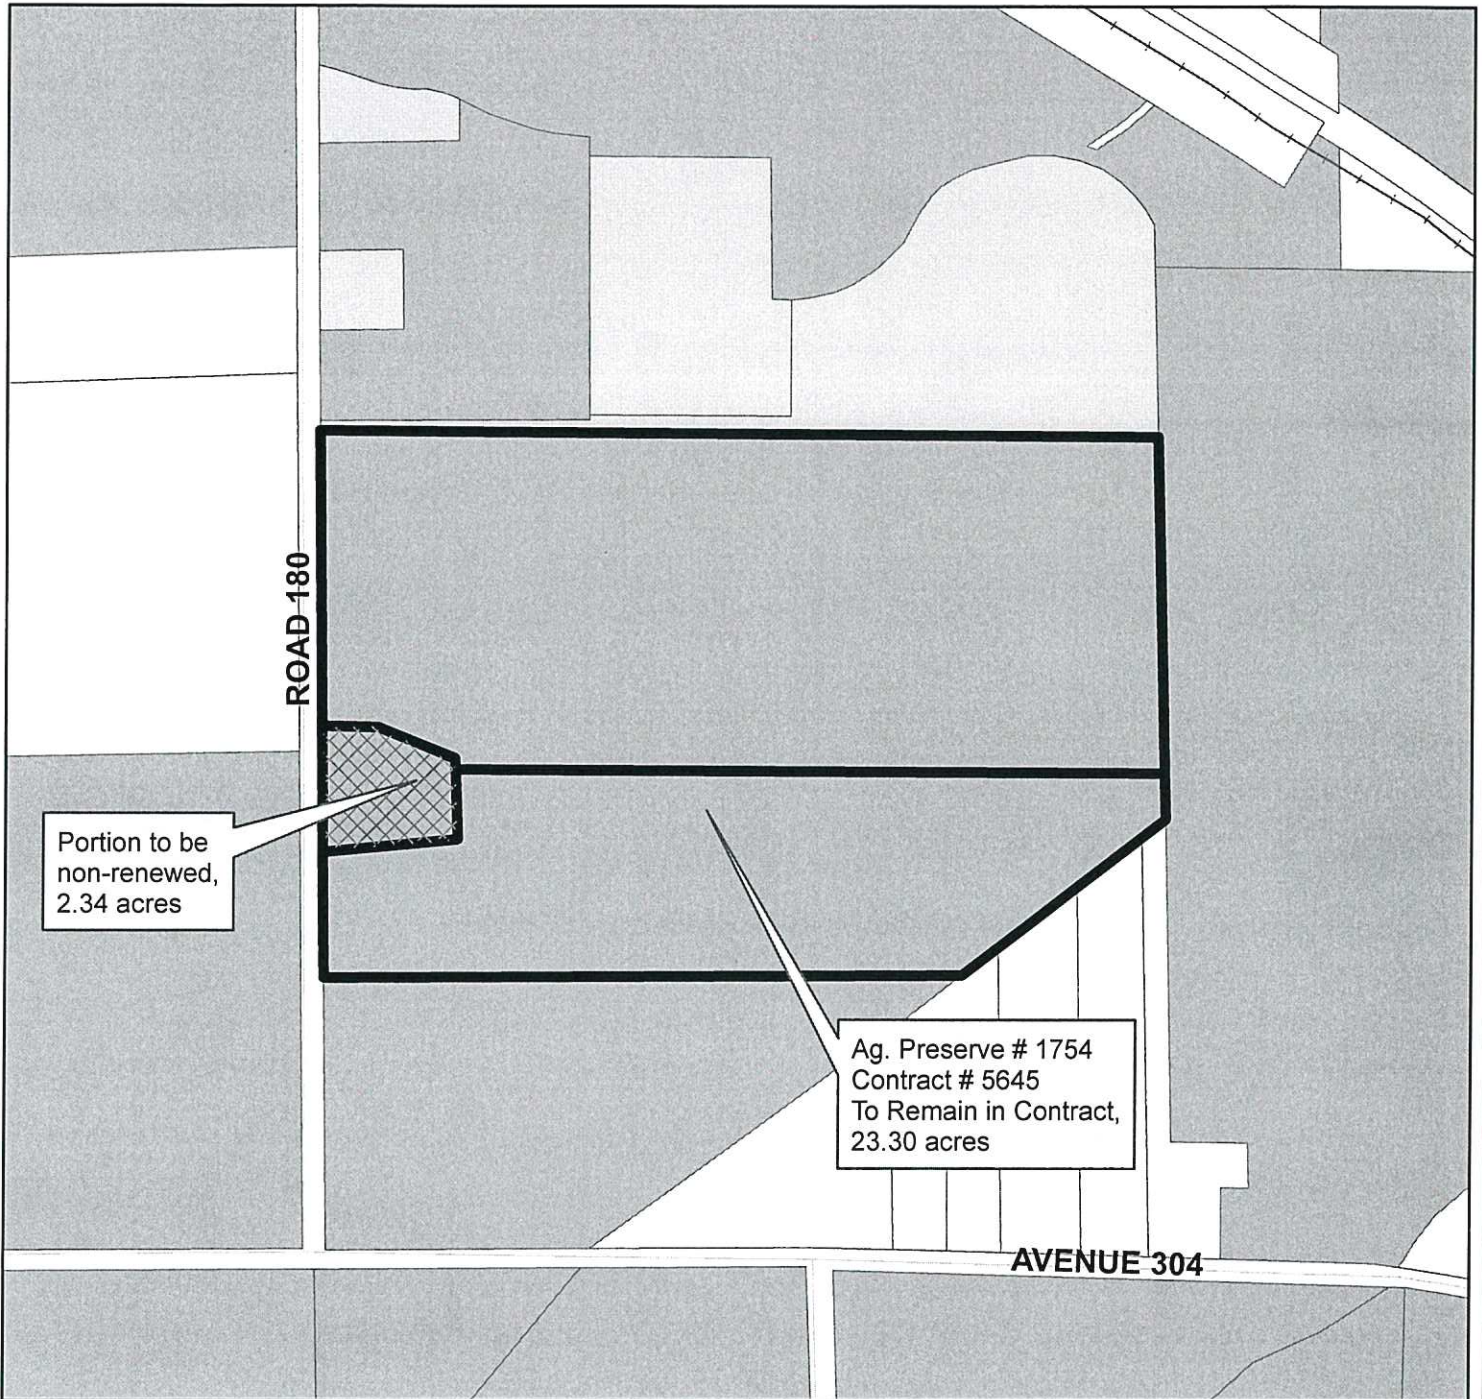 ROAD 180
Portion to be
non-renewed,
2.34 acres
Ag. Preserve # 1754
Contract # 5645
To Remain in Contract,
23.30 acres
AVENUE 304